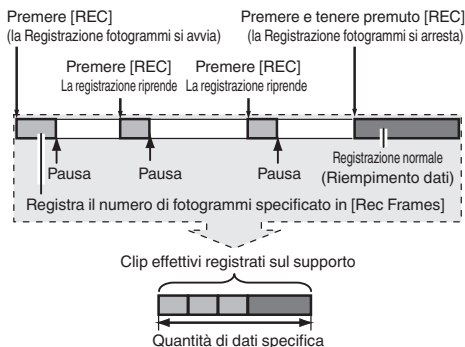 Premere [REC]
(la Registrazione fotogrammi si avvia)
Premere e tenere premuto [REC]
(la Registrazione fotogrammi si arresta)
Premere [REC]
La registrazione riprende
Premere [REC]
La registrazione riprende
Pausa
Pausa
Pausa
Registrazione normale
(Riempimento dati)
Registra il numero di fotogrammi specificato in [Rec Frames]
Clip effettivi registrati sul supporto
Quantità di dati specifica